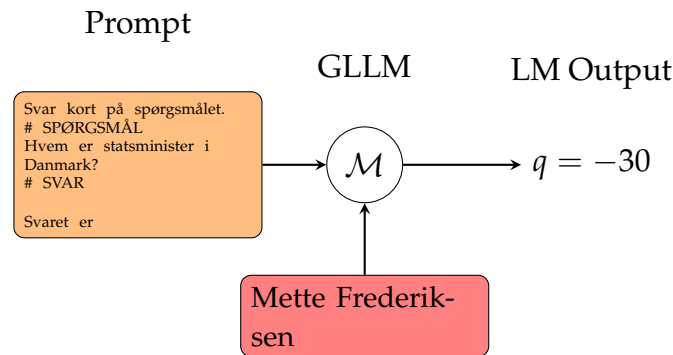 Prompt
GLLM
LM Output
Svar kort på spørgsmålet.
# SPØRGSMÅL
Hvem er statsminister i
Danmark?
# SVAR
Svaret er
ℳ
q = −30
Mette Frederik-
sen